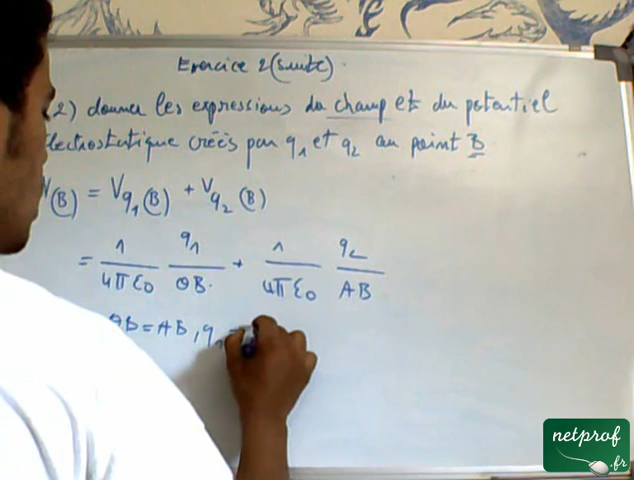 Exercice 2 (suite).
2) donner les expressions du champ et du potentiel
électrostatique créés par q1 et q2 au point B
V(B) = Vq1(B) + Vq2(B)
= 1/4πε0 q1/OB + 1/4πε0 q2/AB
OB = AB, q1 =
netprof
.fr